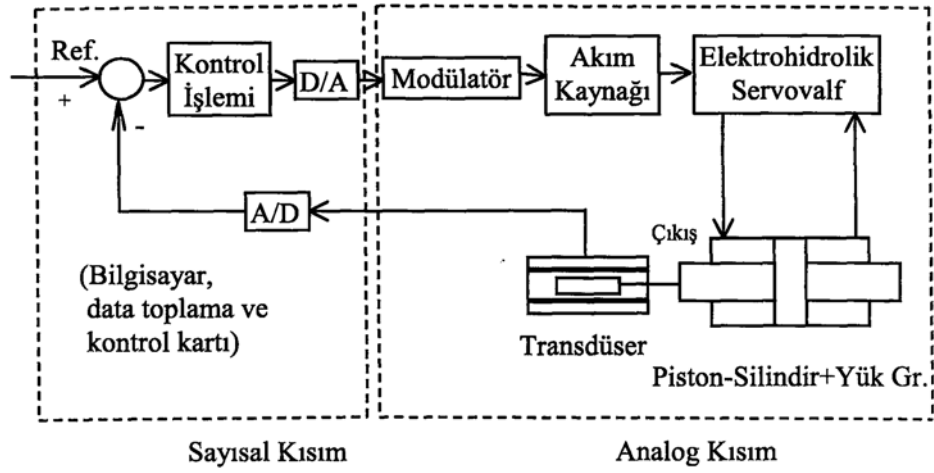 Ref.
+
-
Kontrol
İşlemi
D/A
Modülatör
Akım
Kaynağı
Elektrohidrolik
Servovalf
A/D
Çıkış
(Bilgisayar,
data toplama ve
kontrol kartı)
Transdüser
Piston-Silindir+Yük Gr.
Sayısal Kısım
Analog Kısım